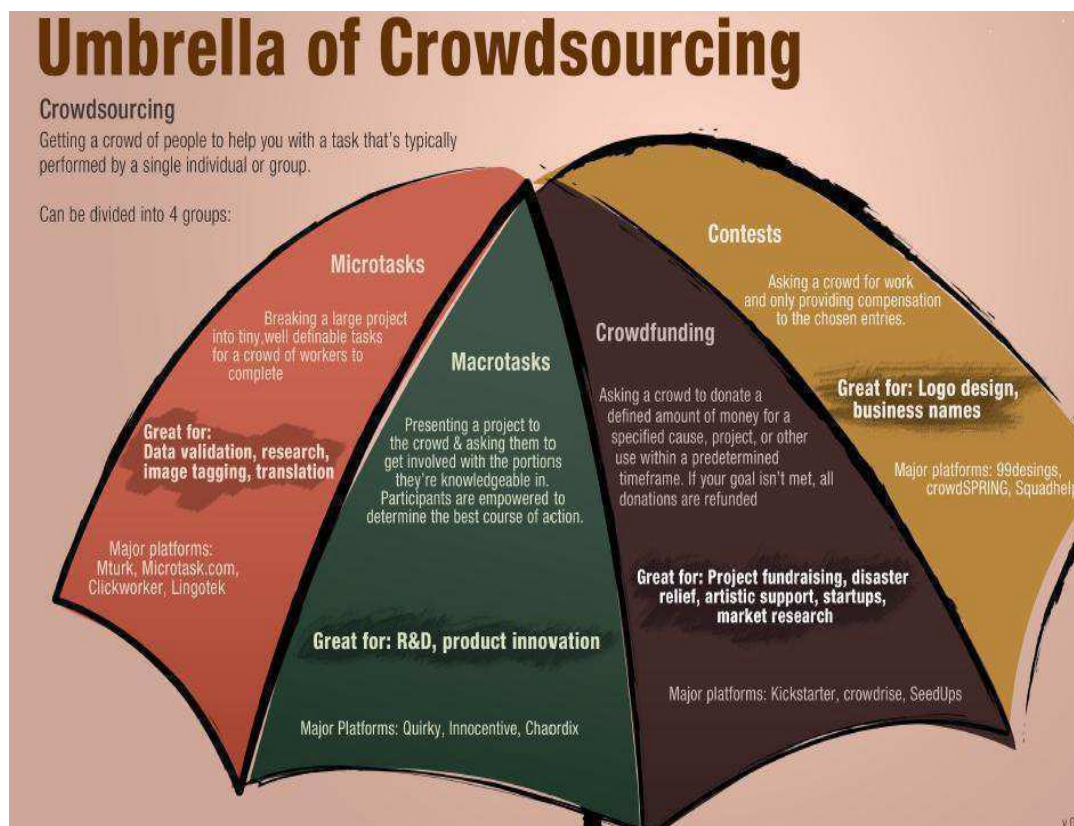 Umbrella of Crowdsourcing
Crowdsourcing
Getting a crowd of people to help you with a task that's typically
performed by a single individual or group.
Can be divided into 4 groups:
Microtasks
Breaking a large project
into tiny,well definable tasks
for a crowd of workers to
complete
Great for:
Data validation, research,
image tagging, translation
Major platforms:
Mturk, Microtask.com,
Clickworker, Lingotek
Macrotasks
Presenting a project to
the crowd & asking them to
get involved with the portions
they're knowledgeable in.
Participants are empowered to
determine the best course of action.
Great for: R&D, product innovation
Major Platforms: Quirky, Innocentive, Chaordix
Crowdfunding
Asking a crowd to donate a
defined amount of money for a
specified cause, project, or other
use within a predetermined
timeframe. If your goal isn't met, all
donations are refunded
Great for: Project fundraising, disaster
relief, artistic support, startups,
market research
Major platforms: Kickstarter, crowdrise, SeedUps
Contests
Asking a crowd for work
and only providing compensation
to the chosen entries.
Great for: Logo design,
business names
Major platforms: 99desings,
crowdSPRING, Squadhelp